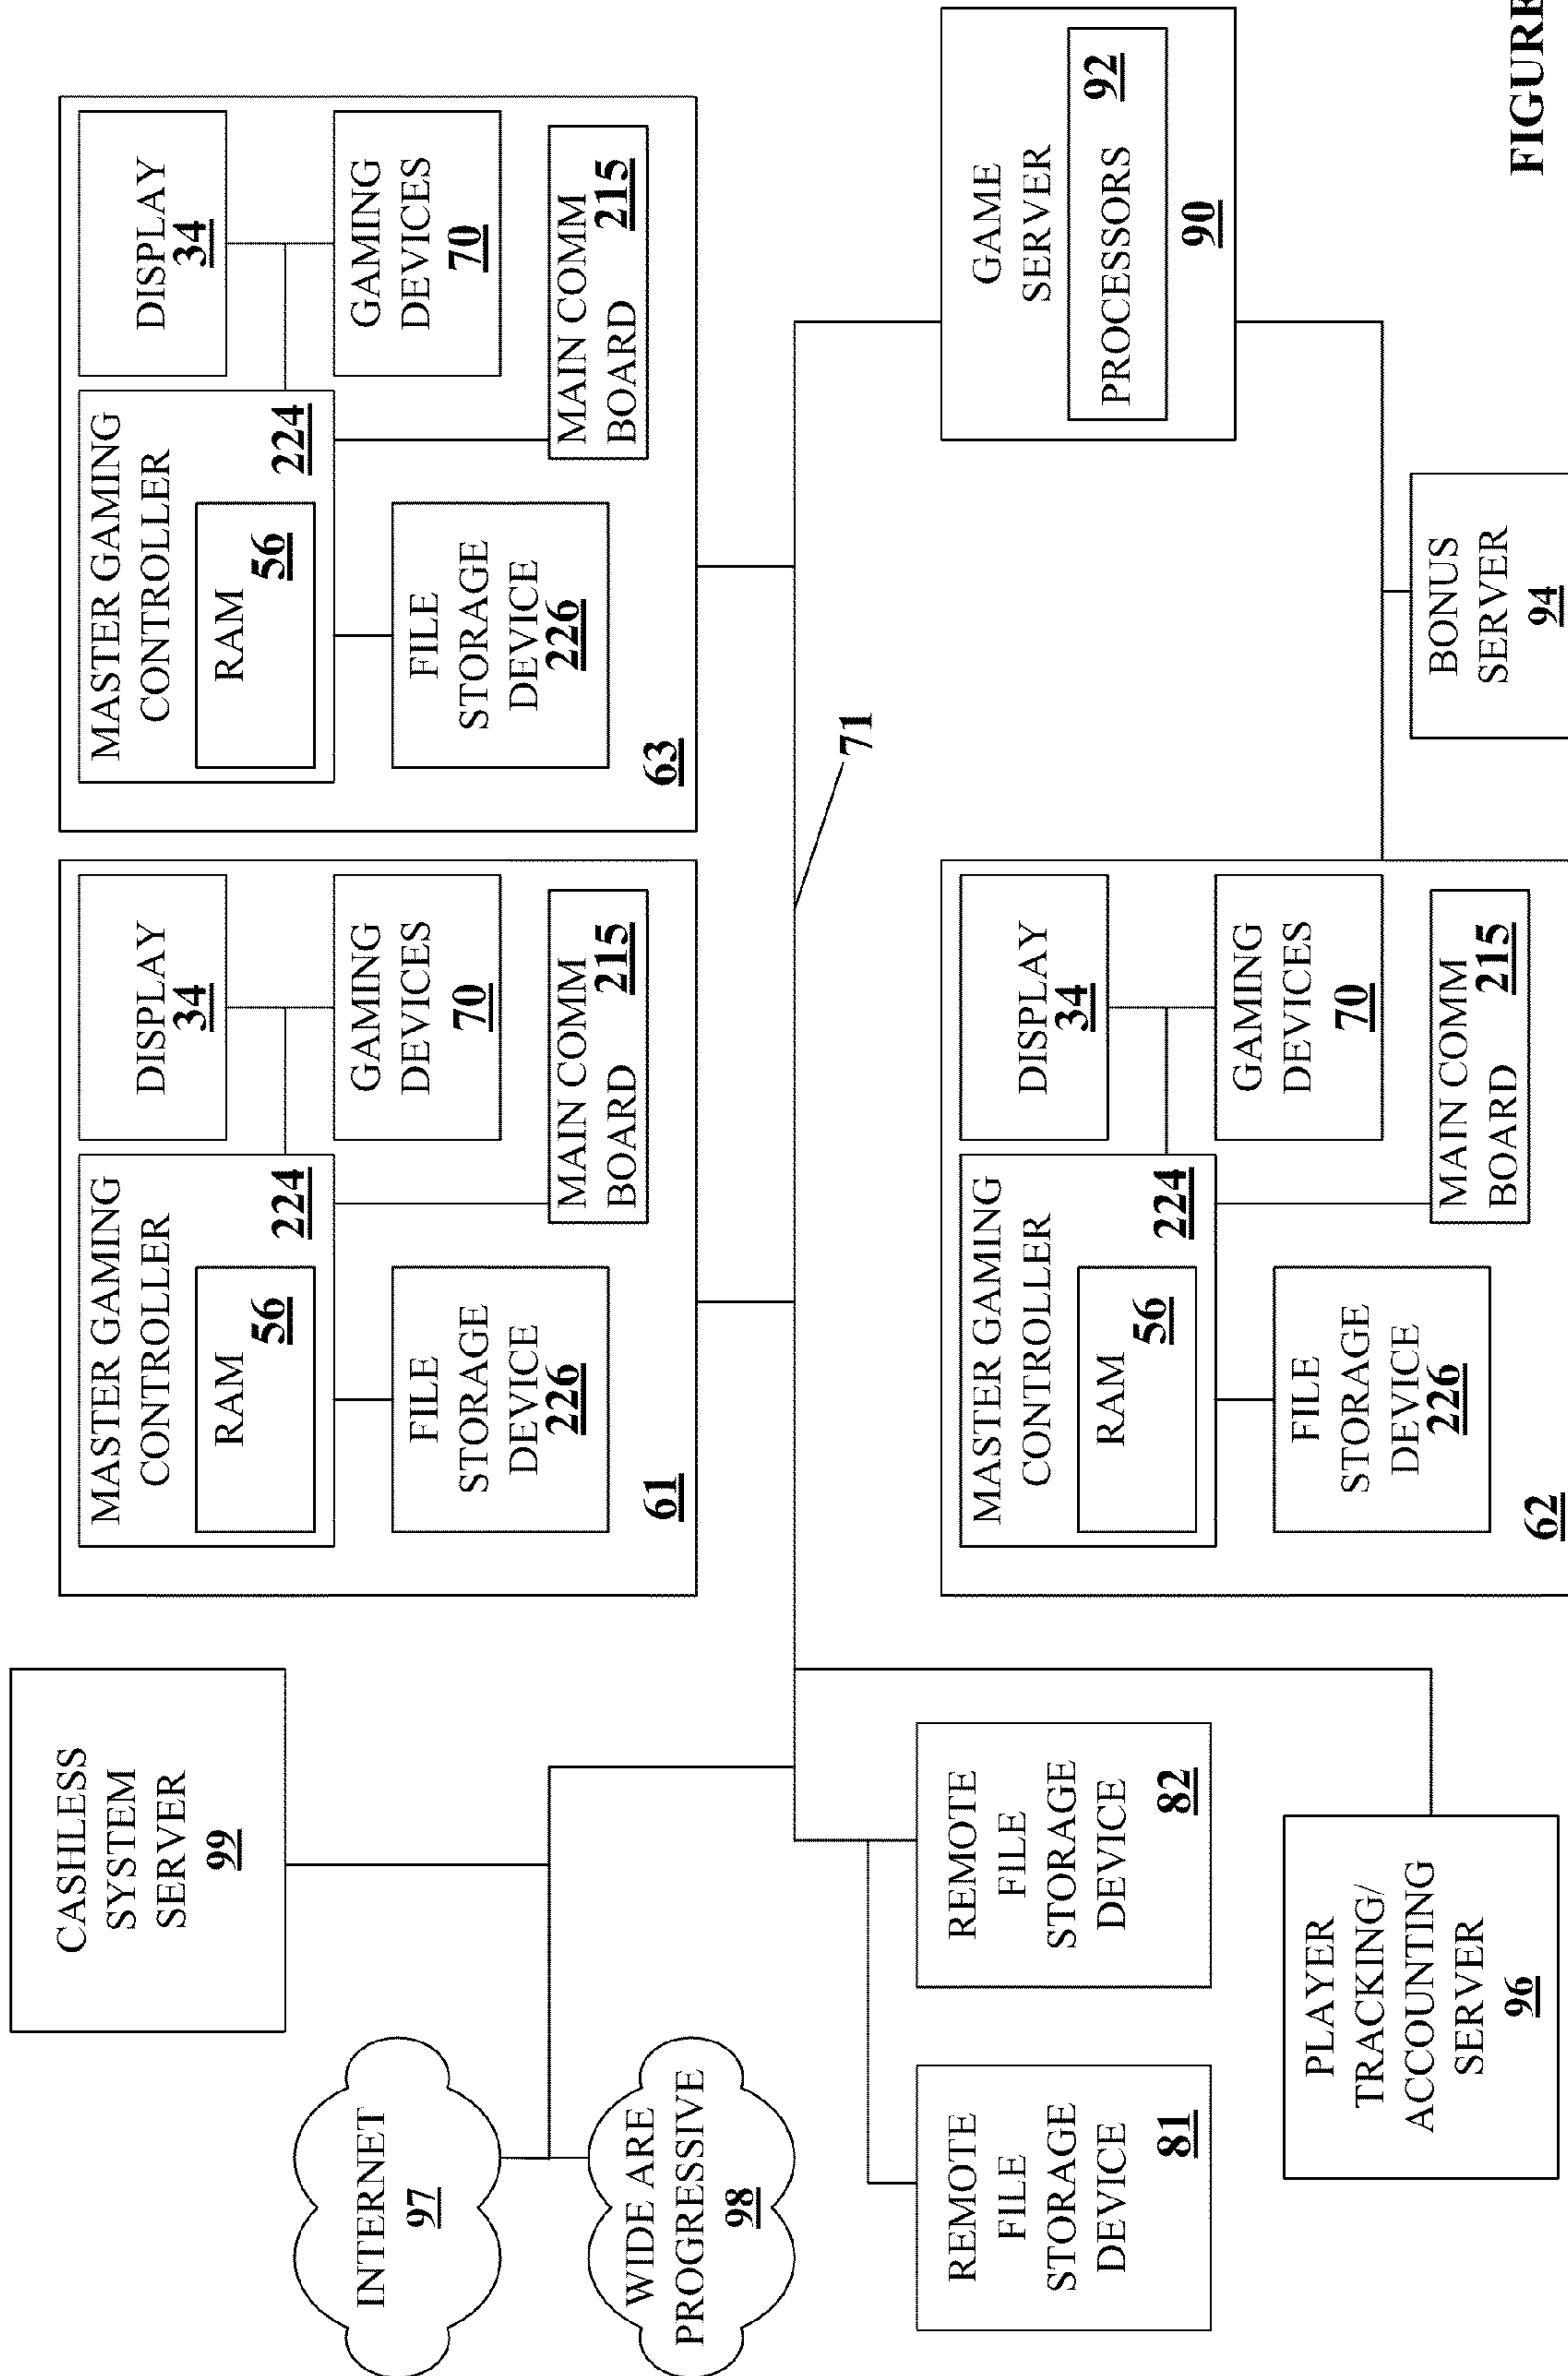 CASHLESS
SYSTEM
SERVER
99
INTERNET
97
WIDE ARE
PROGRESSIVE
98
MASTER GAMING
CONTROLLER
224
RAM
56
DISPLAY
34
FILE
STORAGE
DEVICE
226
GAMING
DEVICES
70
MAIN COMM
BOARD 215
61
MASTER GAMING
CONTROLLER
224
RAM
56
DISPLAY
34
FILE
STORAGE
DEVICE
226
GAMING
DEVICES
70
MAIN COMM
BOARD 215
63
71
REMOTE
FILE
STORAGE
DEVICE
81
REMOTE
FILE
STORAGE
DEVICE
82
PLAYER
TRACKING/
ACCOUNTING
SERVER
96
MASTER GAMING
CONTROLLER
224
RAM
56
DISPLAY
34
FILE
STORAGE
DEVICE
226
GAMING
DEVICES
70
MAIN COMM
BOARD 215
62
GAME
SERVER
PROCESSORS 92
90
BONUS
SERVER
94
FIGURE